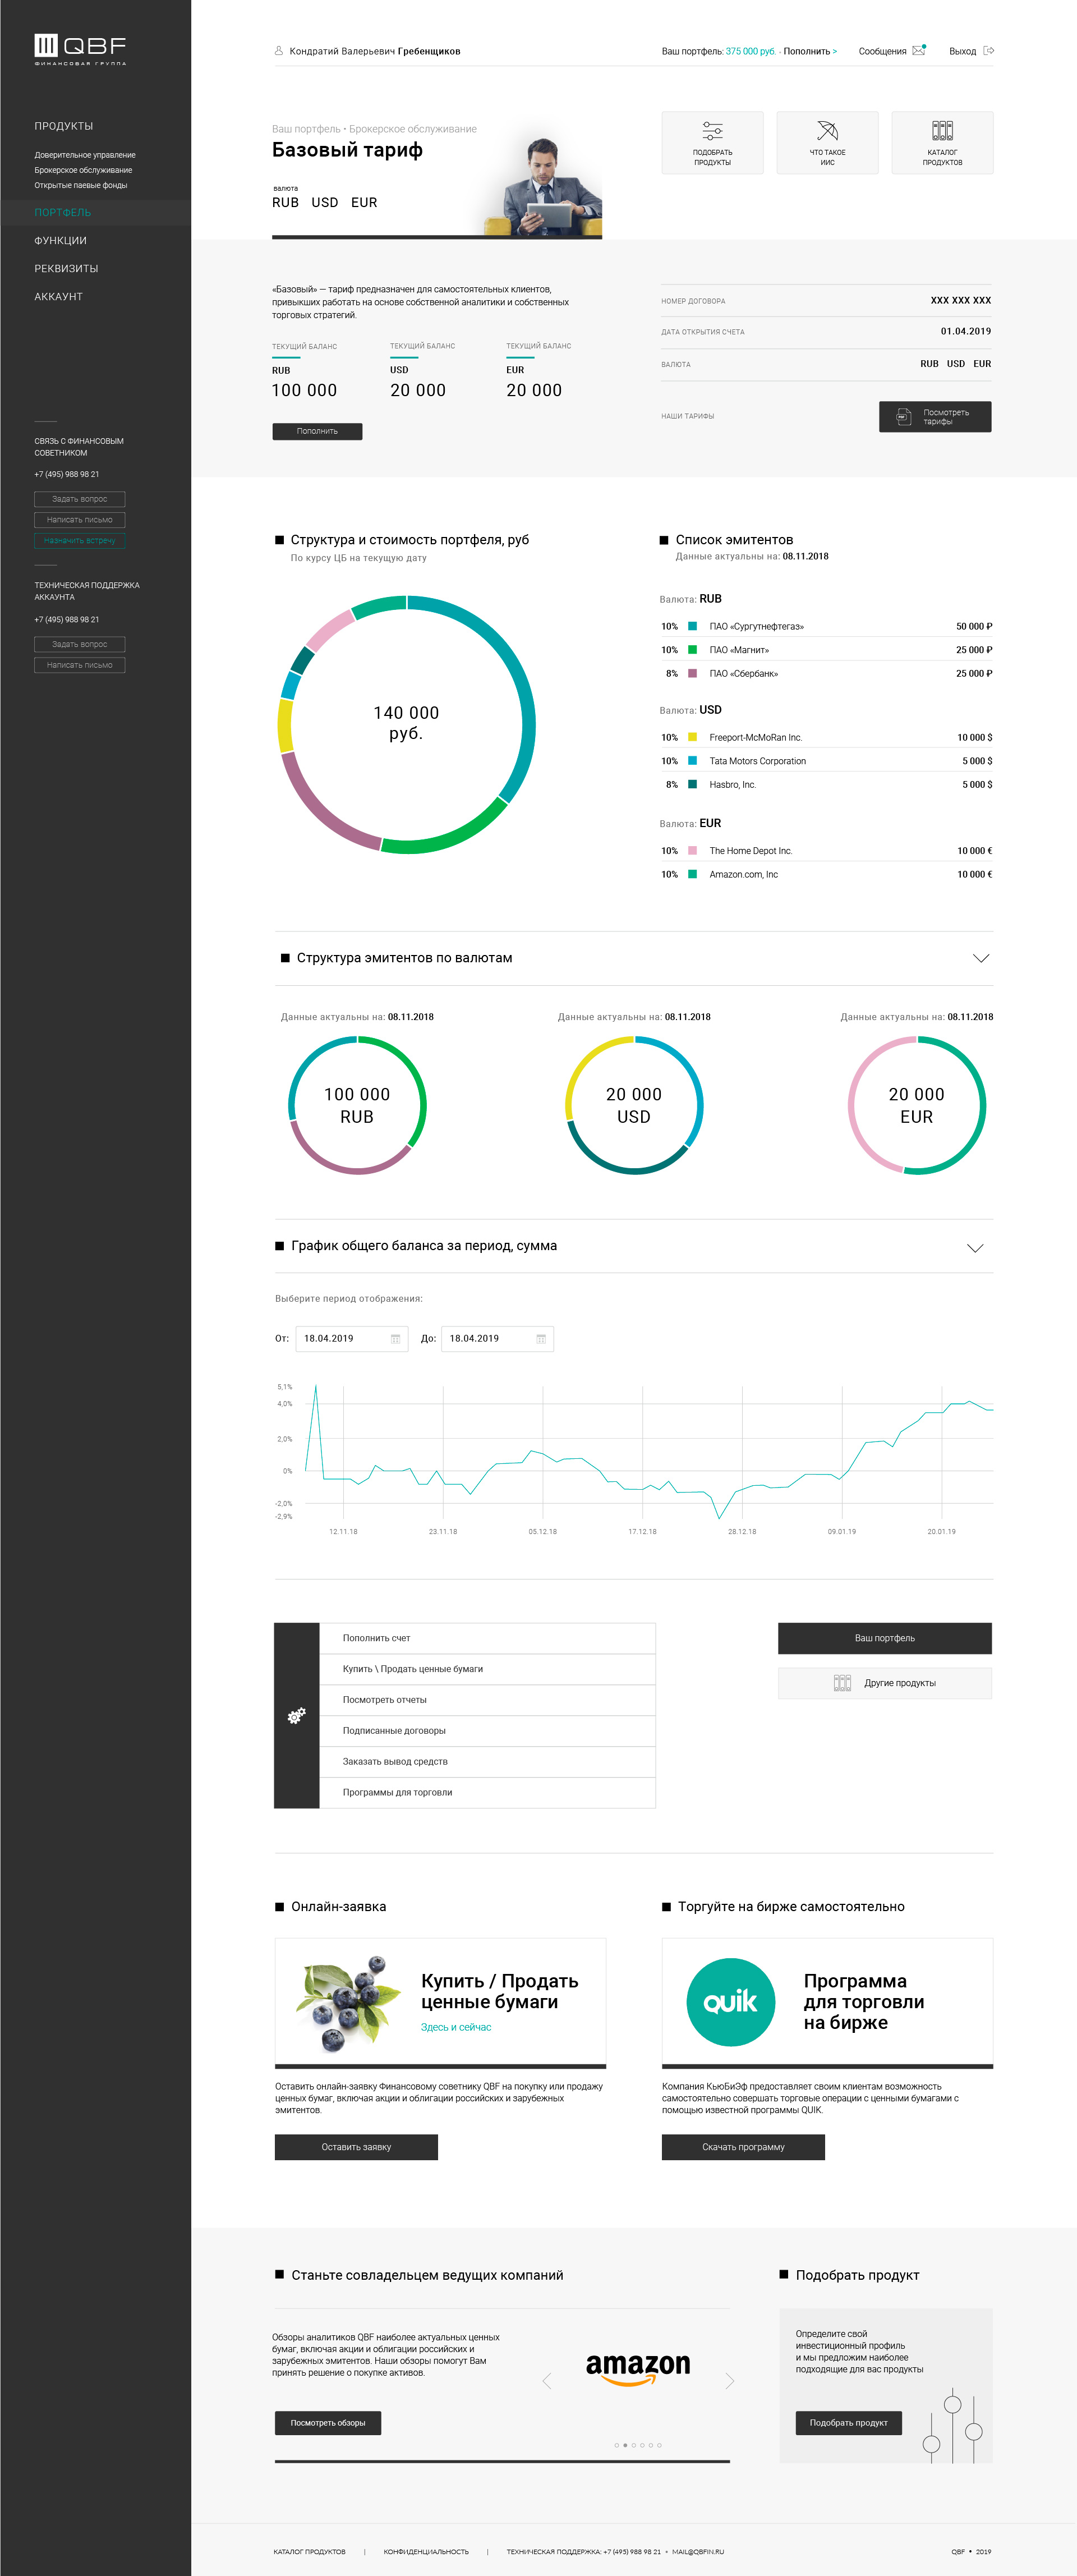 QBF
ФИНАНСОВАЯ ГРУППА
ПРОДУКТЫ
Доверительное управление
Брокерское обслуживание
Открытые паевые фонды
ПОРТФЕЛЬ
ФУНКЦИИ
РЕКВИЗИТЫ
АККАУНТ
СВЯЗЬ С ФИНАНСОВЫМ
СОВЕТНИКОМ
+7 (495) 988 98 21
Задать вопрос
Написать письмо
Назначить встречу
ТЕХНИЧЕСКАЯ ПОДДЕРЖКА
АККАУНТА
+7 (495) 988 98 21
Задать вопрос
Написать письмо
Кондратий Валерьевич Гребенщиков
Ваш портфель: 375 000 руб. - Пополнить >
Сообщения
Выход
Ваш портфель • Брокерское обслуживание
Базовый тариф
валюта
RUB USD EUR
ПОДОБРАТЬ
ПРОДУКТЫ
ЧТО ТАКОЕ
ИИС
КАТАЛОГ
ПРОДУКТОВ
«Базовый» — тариф предназначен для самостоятельных клиентов,
привыкших работать на основе собственной аналитики и собственных
торговых стратегий.
ТЕКУЩИЙ БАЛАНС
RUB
100 000
ТЕКУЩИЙ БАЛАНС
USD
20 000
ТЕКУЩИЙ БАЛАНС
EUR
20 000
Пополнить
НОМЕР ДОГОВОРА XXX XXX XXX
ДАТА ОТКРЫТИЯ СЧЕТА 01.04.2019
ВАЛЮТА RUB USD EUR
НАШИ ТАРИФЫ
PDF
Посмотреть
тарифы
Структура и стоимость портфеля, руб
По курсу ЦБ на текущую дату
140 000
руб.
Список эмитентов
Данные актуальны на: 08.11.2018
Валюта: RUB
10% ПАО «Сургутнефтегаз» 50 000 ₽
10% ПАО «Магнит» 25 000 ₽
8% ПАО «Сбербанк» 25 000 ₽
Валюта: USD
10% Freeport-McMoRan Inc. 10 000 $
10% Tata Motors Corporation 5 000 $
8% Hasbro, Inc. 5 000 $
Валюта: EUR
10% The Home Depot Inc. 10 000 €
10% Amazon.com, Inc 10 000 €
Структура эмитентов по валютам
Данные актуальны на: 08.11.2018
100 000
RUB
Данные актуальны на: 08.11.2018
20 000
USD
Данные актуальны на: 08.11.2018
20 000
EUR
График общего баланса за период, сумма
Выберите период отображения:
От: 18.04.2019 До: 18.04.2019
5,1%
4,0%
2,0%
0%
-2,0%
-2,9%
12.11.18 23.11.18 05.12.18 17.12.18 28.12.18 09.01.19 20.01.19
Пополнить счет
Купить \ Продать ценные бумаги
Посмотреть отчеты
Подписанные договоры
Заказать вывод средств
Программы для торговли
Ваш портфель
Другие продукты
Онлайн-заявка
Купить / Продать
ценные бумаги
Здесь и сейчас
Оставить онлайн-заявку Финансовому советнику QBF на покупку или продажу
ценных бумаг, включая акции и облигации российских и зарубежных
эмитентов.
Оставить заявку
Торгуйте на бирже самостоятельно
quik
Программа
для торговли
на бирже
Компания КьюБиЭф предоставляет своим клиентам возможность
самостоятельно совершать торговые операции с ценными бумагами с
помощью известной программы QUIK.
Скачать программу
Станьте совладельцем ведущих компаний
Обзоры аналитиков QBF наиболее актуальных ценных
бумаг, включая акции и облигации российских и
зарубежных эмитентов. Наши обзоры помогут Вам
принять решение о покупке активов.
Посмотреть обзоры
amazon
Подобрать продукт
Определите свой
инвестиционный профиль
и мы предложим наиболее
подходящие для вас продукты
Подобрать продукт
КАТАЛОГ ПРОДУКТОВ | КОНФИДЕНЦИАЛЬНОСТЬ | ТЕХНИЧЕСКАЯ ПОДДЕРЖКА: +7 (495) 988 98 21 • MAIL@QBFIN.RU
QBF • 2019